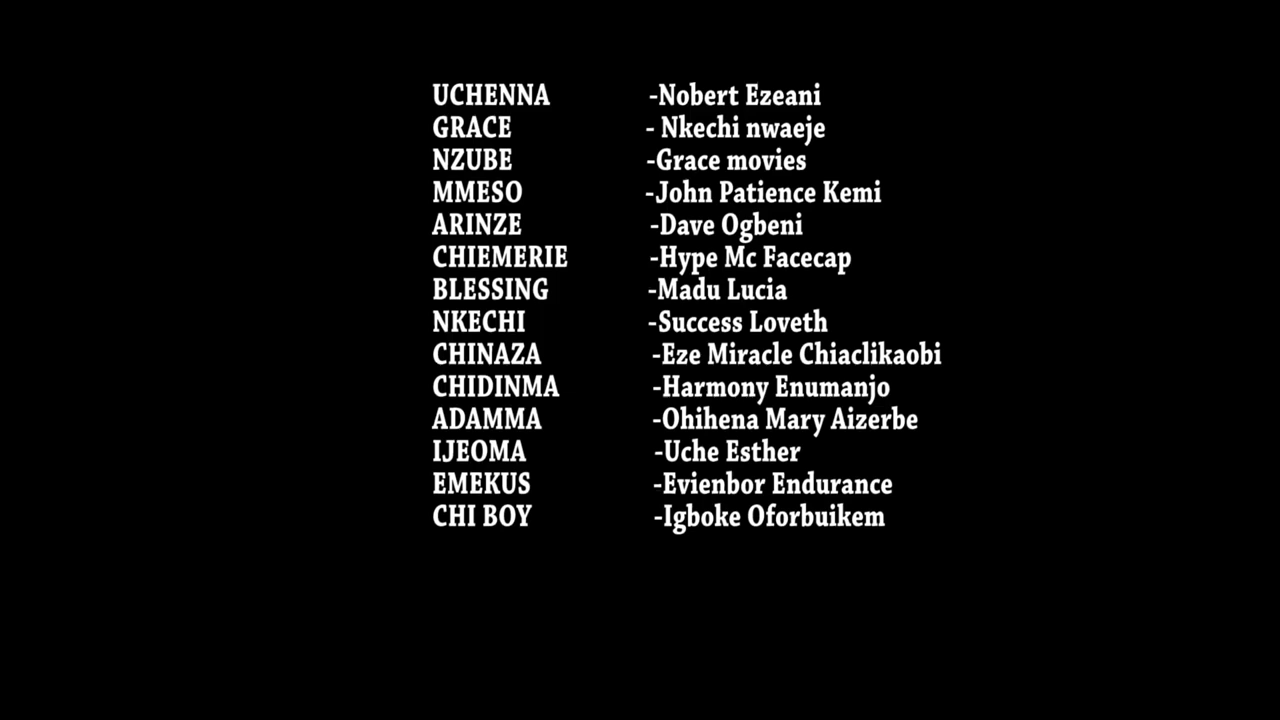 UCHENNA -Nobert Ezeani
GRACE - Nkechi nwaeje
NZUBE -Grace movies
MMESO -John Patience Kemi
ARINZE -Dave Ogbeni
CHIEMERIE -Hype Mc Facecap
BLESSING -Madu Lucia
NKECHI -Success Loveth
CHINAZA -Eze Miracle Chiaclikaobi
CHIDINMA -Harmony Enumanjo
ADAMMA -Ohihena Mary Aizerbe
IJEOMA -Uche Esther
EMEKUS -Evienbor Endurance
CHI BOY -Igboke Oforbuikem